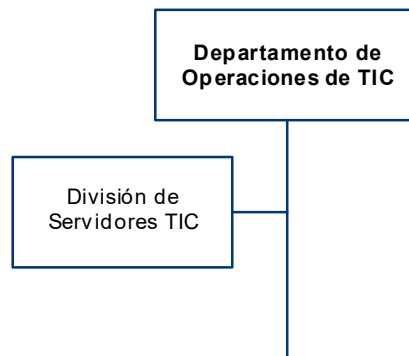 Departamento de
Operaciones de TIC
División de
Servidores TIC